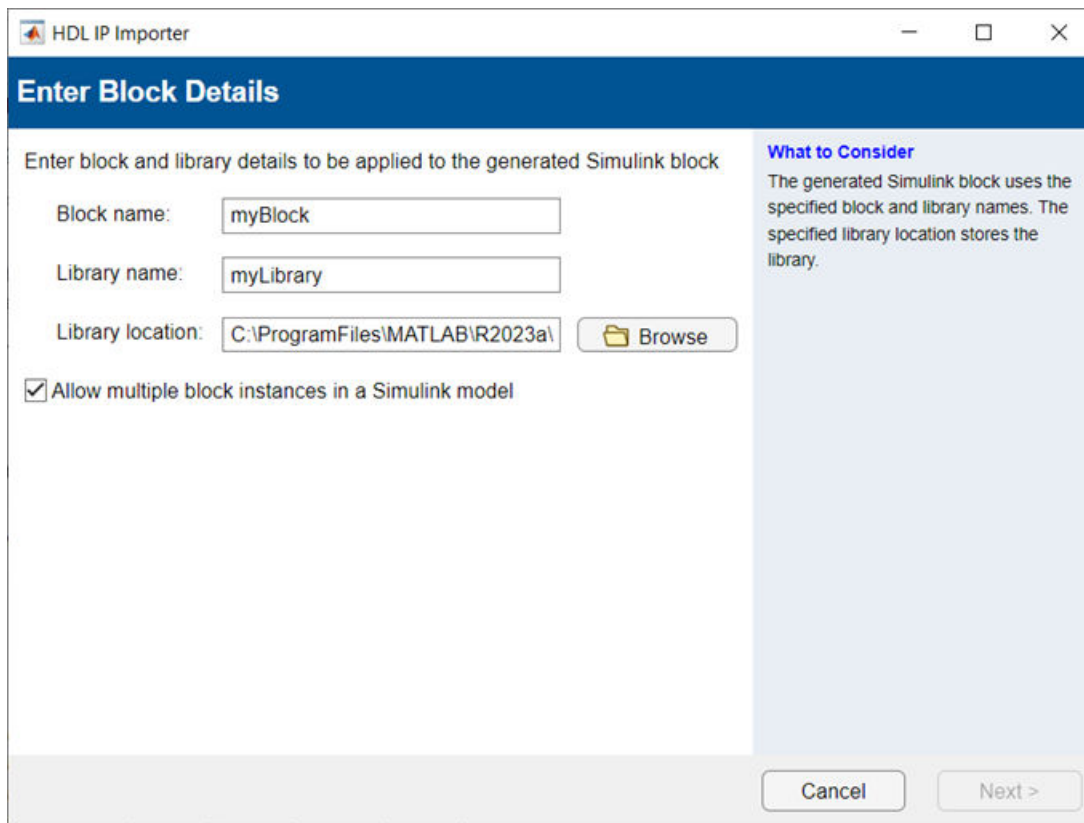 HDL IP Importer
Enter Block Details
Enter block and library details to be applied to the generated Simulink block
Block name: myBlock
Library name: myLibrary
Library location: C:\ProgramFiles\MATLAB\R2023a\ Browse
Allow multiple block instances in a Simulink model
What to Consider
The generated Simulink block uses the
specified block and library names. The
specified library location stores the
library.
Cancel Next >